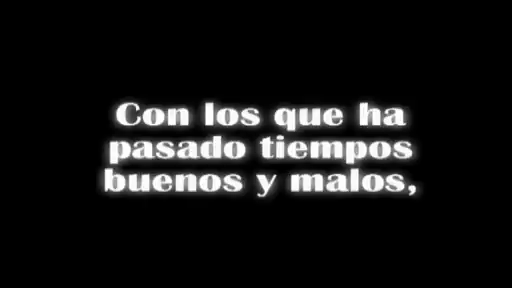 Con los que ha
pasado tiempos
buenos y malos,